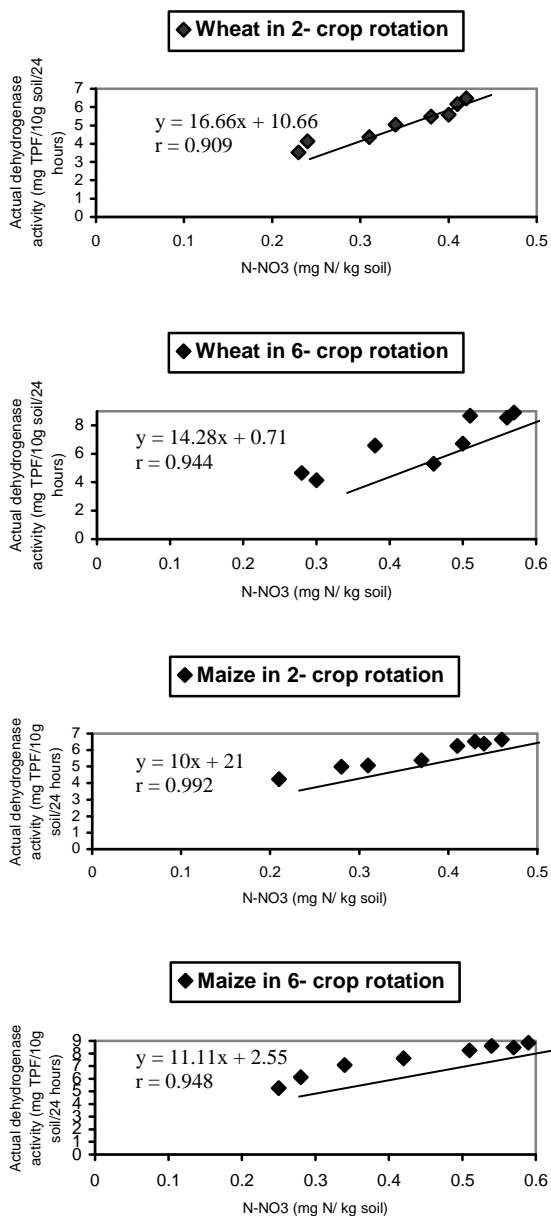 Wheat in 2- crop rotation
Actual dehydrogenase
activity (mg TPF/10g soil/24
hours)
7
6
5
4
3
2
1
0
y = 16.66x + 10.66
r = 0.909
0 0.1 0.2 0.3 0.4 0.5
N-NO3 (mg N/ kg soil)
Wheat in 6- crop rotation
Actual dehydrogenase
activity (mg TPF/10g soil/24
hours)
8
6
4
2
0
y = 14.28x + 0.71
r = 0.944
0 0.1 0.2 0.3 0.4 0.5 0.6
N-NO3 (mg N/ kg soil)
Maize in 2- crop rotation
Actual dehydrogenase
activity (mg TPF/10g
soil/24 hours)
7
6
5
4
3
2
1
0
y = 10x + 21
r = 0.992
0 0.1 0.2 0.3 0.4 0.5
N-NO3 (mg N/ kg soil)
Maize in 6- crop rotation
Actual dehydrogenase
activity (mg TPF/10g
soil/24 hours)
9
8
7
6
5
4
3
2
1
0
y = 11.11x + 2.55
r = 0.948
0 0.1 0.2 0.3 0.4 0.5 0.6
N-NO3 (mg N/ kg soil)